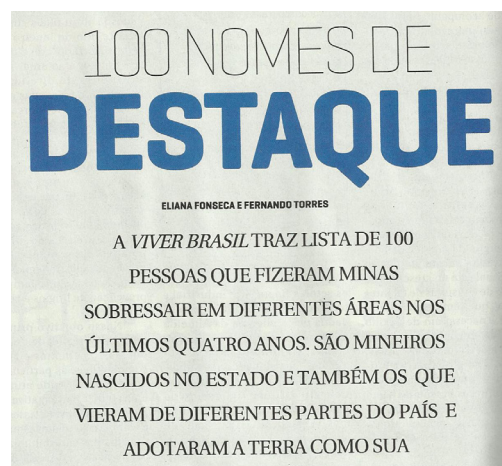 100 NOMES DE
DESTAQUE
ELIANA FONSECA E FERNANDO TORRES
A VIVER BRASIL TRAZ LISTA DE 100
PESSOAS QUE FIZERAM MINAS
SOBRESSAIR EM DIFERENTES ÁREAS NOS
ÚLTIMOS QUATRO ANOS. SÃO MINEIROS
NASCIDOS NO ESTADO E TAMBÉM OS QUE
VIERAM DE DIFERENTES PARTES DO PAÍS E
ADOTARAM A TERRA COMO SUA